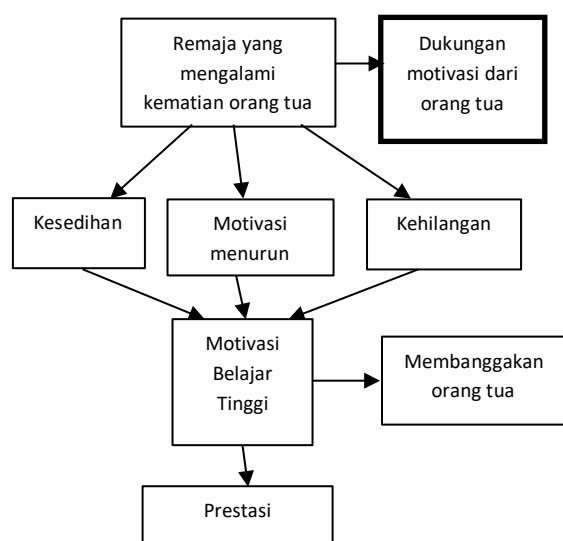 Remaja yang
mengalami
kematian orang tua
Dukungan
motivasi dari
orang tua
Kesedihan
Motivasi
menurun
Kehilangan
Motivasi
Belajar
Tinggi
Membanggakan
orang tua
Prestasi